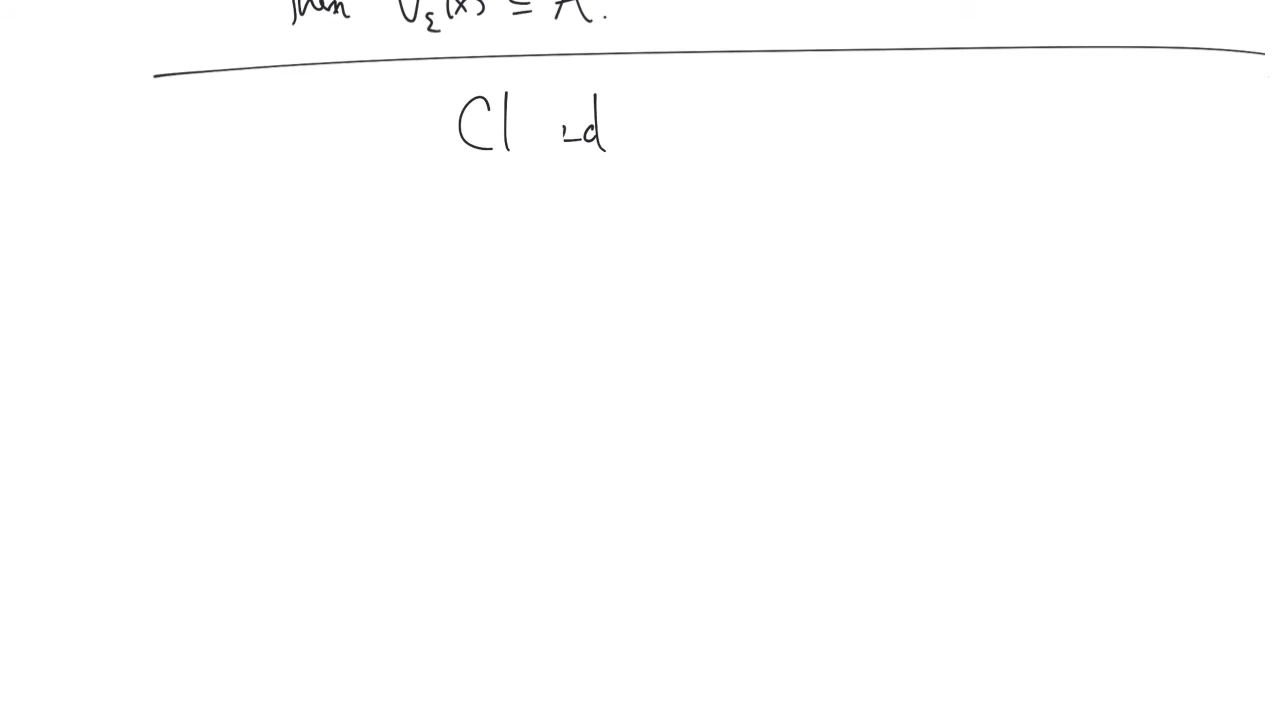 Then V_ε(x) ⊆ A.
Cl d